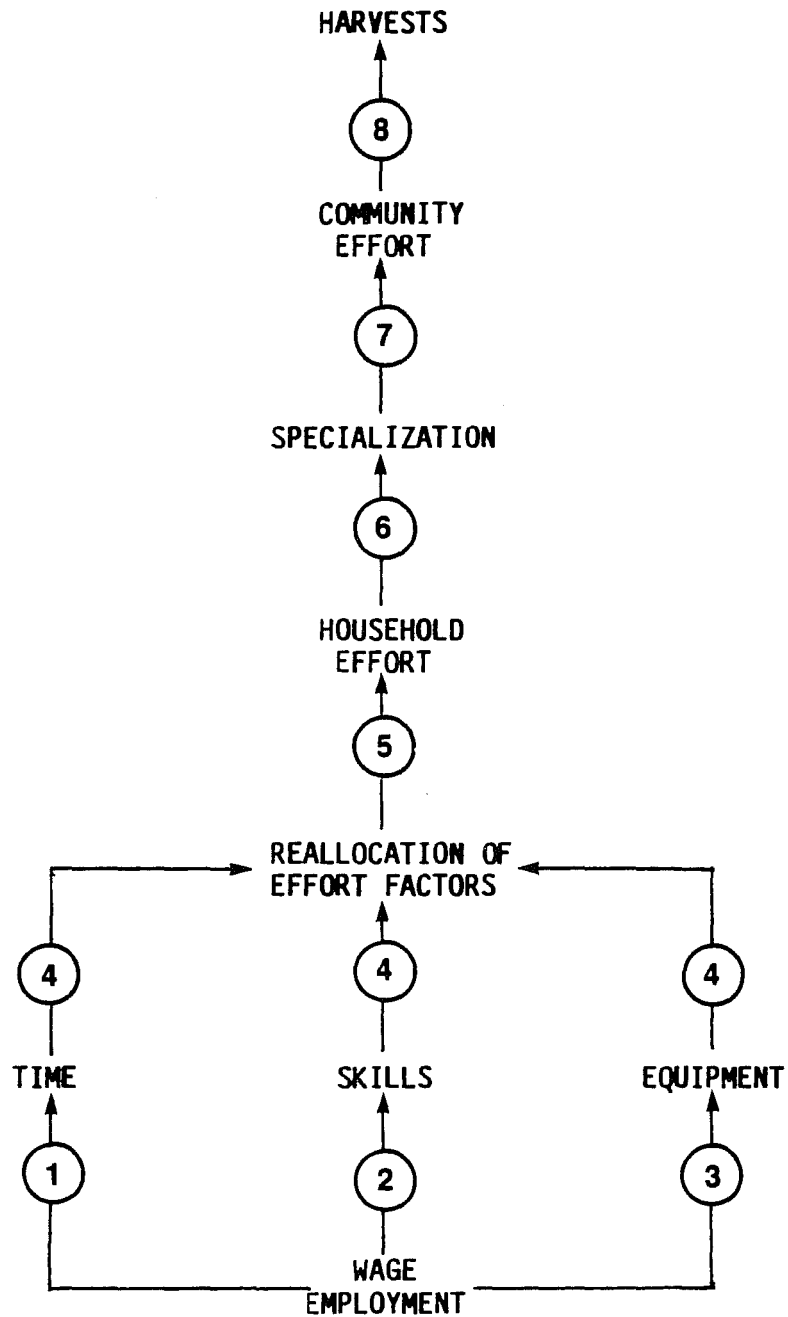 HARVESTS
8
COMMUNITY
EFFORT
7
SPECIALIZATION
6
HOUSEHOLD
EFFORT
5
REALLOCATION OF
EFFORT FACTORS
4 4 4
TIME SKILLS EQUIPMENT
1 2 3
WAGE
EMPLOYMENT